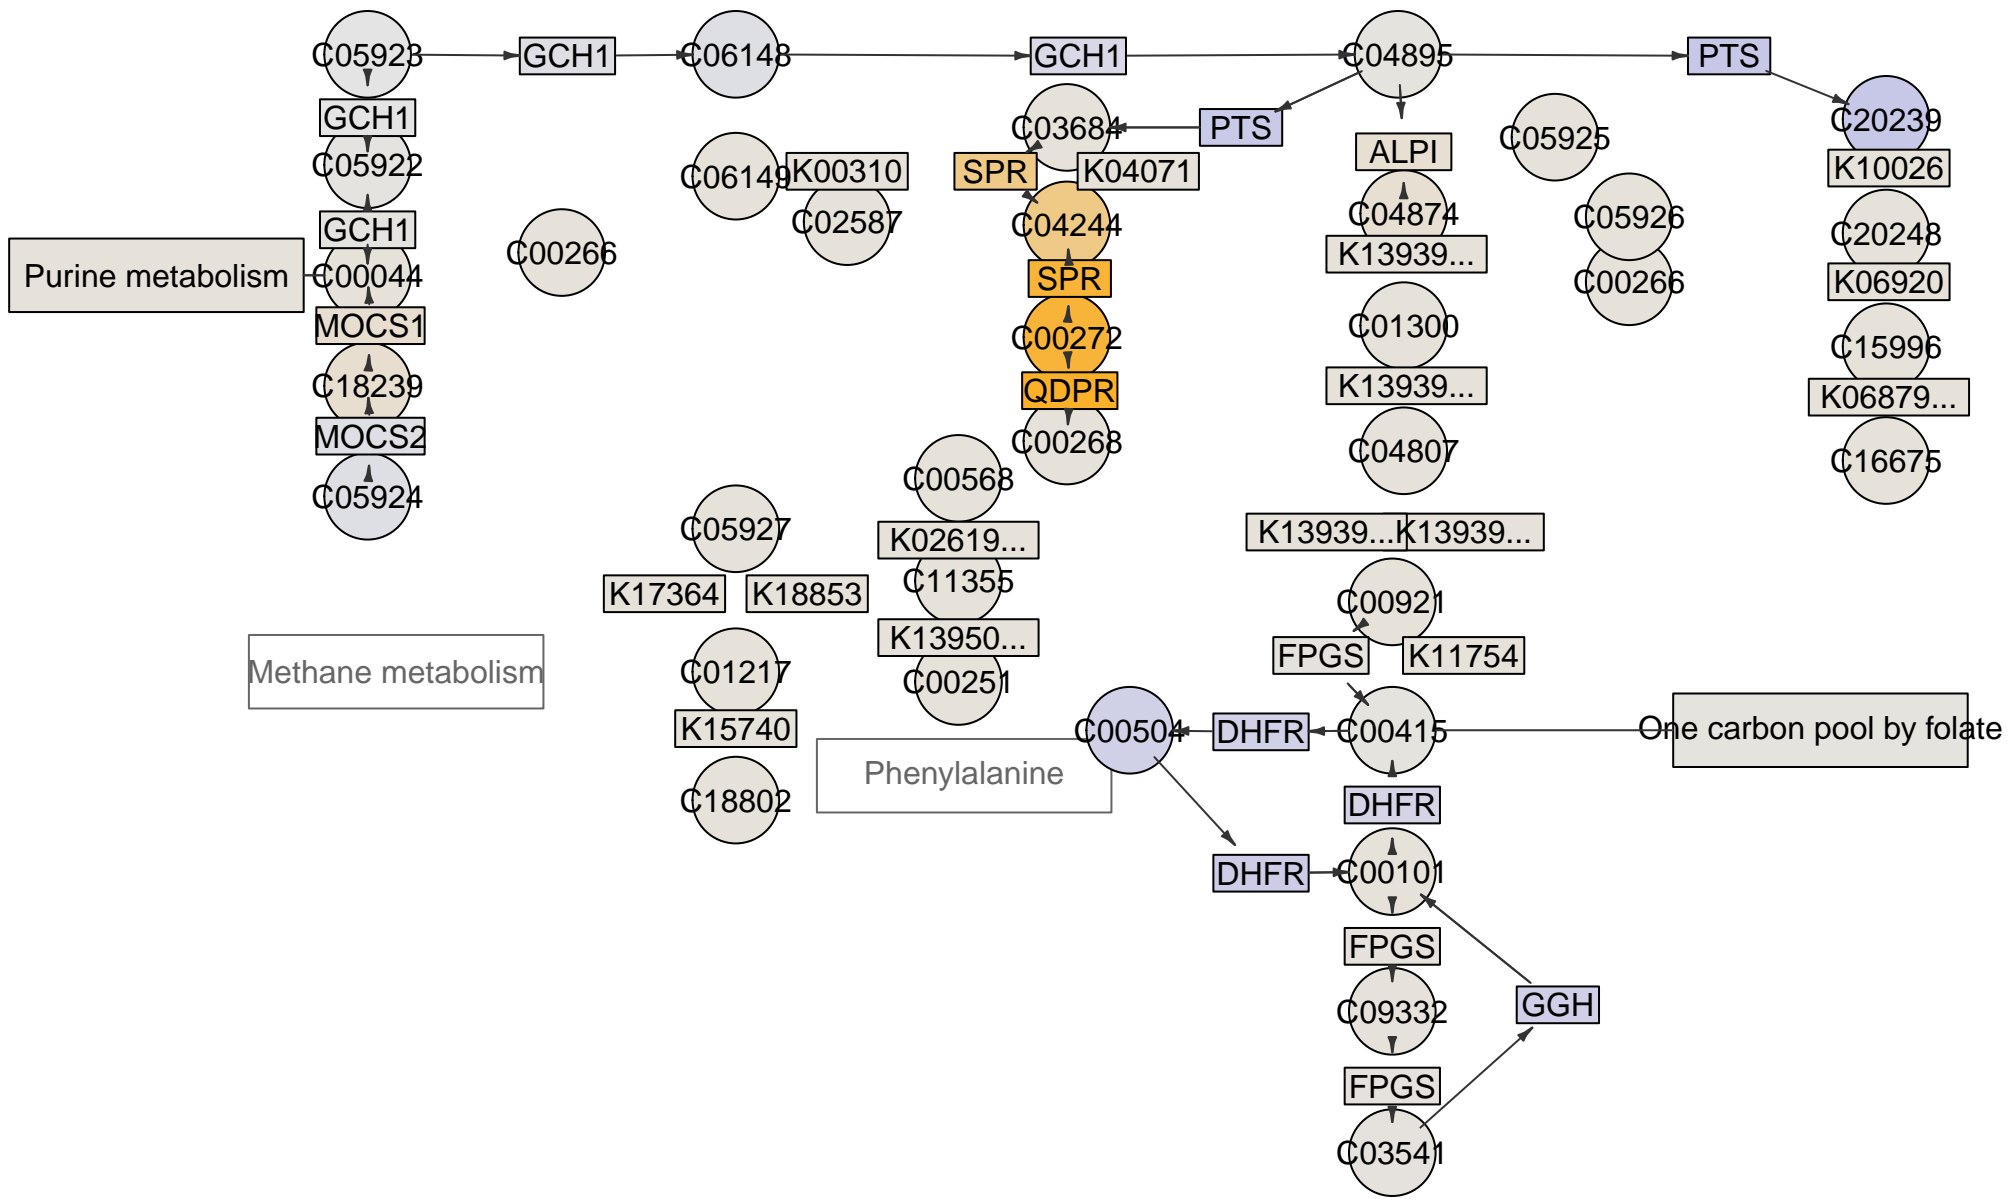 C05923
GCH1
C06148
GCH1
C04895
PTS
GCH1
C03684
PTS
C20239
C05922
C06149
K00310
SPR
K04071
ALPI
C05925
K10026
GCH1
C02587
C04244
C04874
C05926
C20248
Purine metabolism
C00044
C00266
SPR
K13939...
C00266
K06920
MOCS1
C00272
C01300
C15996
C18239
QDPR
K13939...
K06879...
MOCS2
C00268
C04807
C16675
C05924
C00568
C05927
K02619...
K13939...
K13939...
K17364
K18853
C11355
C00921
K13950...
FPGS
K11754
Methane metabolism
C01217
C00251
K15740
C00504
DHFR
C00415
One carbon pool by folate
Phenylalanine
C18802
DHFR
DHFR
C00101
FPGS
C09332
GGH
FPGS
C03541